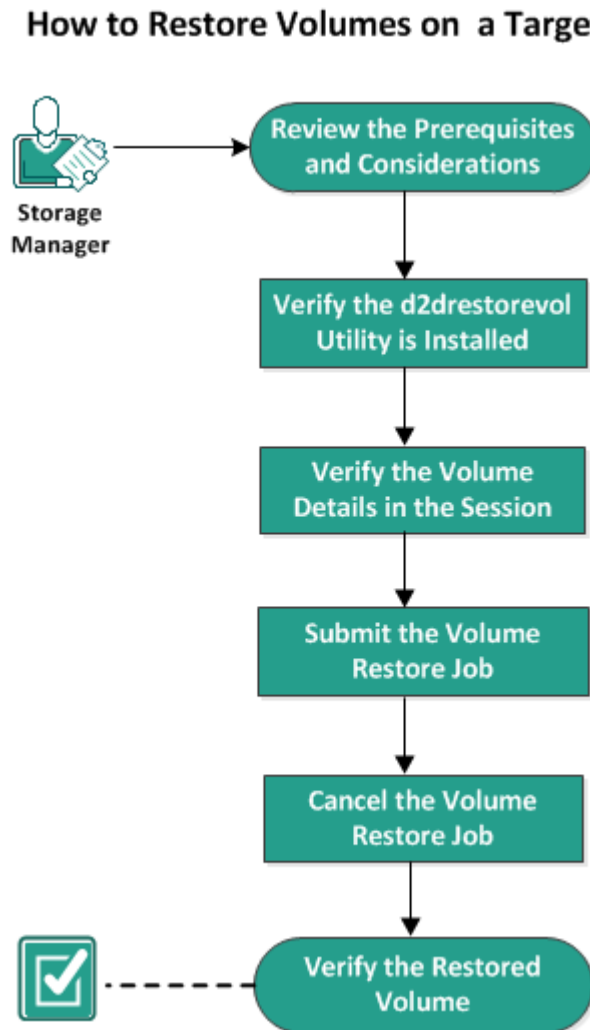 How to Restore Volumes on a Targe
Review the Prerequisites
and Considerations
Storage
Manager
Verify the d2drestorevol
Utility is Installed
Verify the Volume
Details in the Session
Submit the Volume
Restore Job
Cancel the Volume
Restore Job
Verify the Restored
Volume